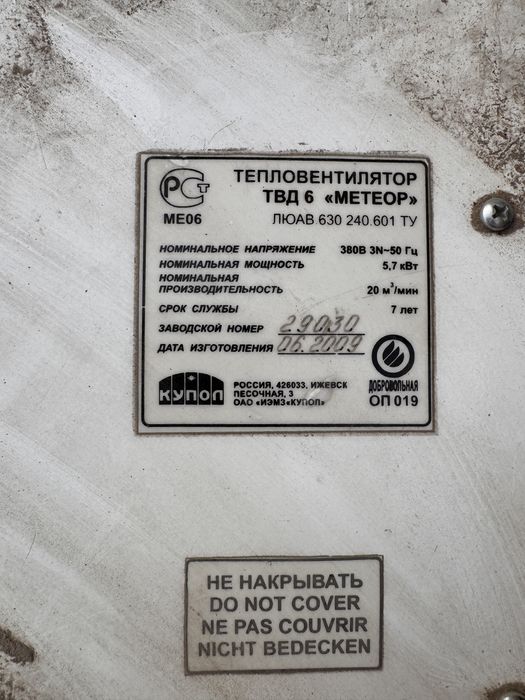 РСТ
МЕ06
ТЕПЛОВЕНТИЛЯТОР
ТВД 6 «МЕТЕОР»
ЛЮАВ 630 240.601 ТУ
НОМИНАЛЬНОЕ НАПРЯЖЕНИЕ 380В 3N~50 Гц
НОМИНАЛЬНАЯ МОЩНОСТЬ 5,7 кВт
НОМИНАЛЬНАЯ
ПРОИЗВОДИТЕЛЬНОСТЬ 20 м³/мин
СРОК СЛУЖБЫ 7 лет
ЗАВОДСКОЙ НОМЕР 29030
ДАТА ИЗГОТОВЛЕНИЯ 06.2009
КУПОЛ
РОССИЯ, 426033, ИЖЕВСК
ПЕСОЧНАЯ, 3
ОАО «ИЭМЗ«КУПОЛ»
ДОБРОВОЛЬНАЯ
ОП 019
НЕ НАКРЫВАТЬ
DO NOT COVER
NE PAS COUVRIR
NICHT BEDECKEN